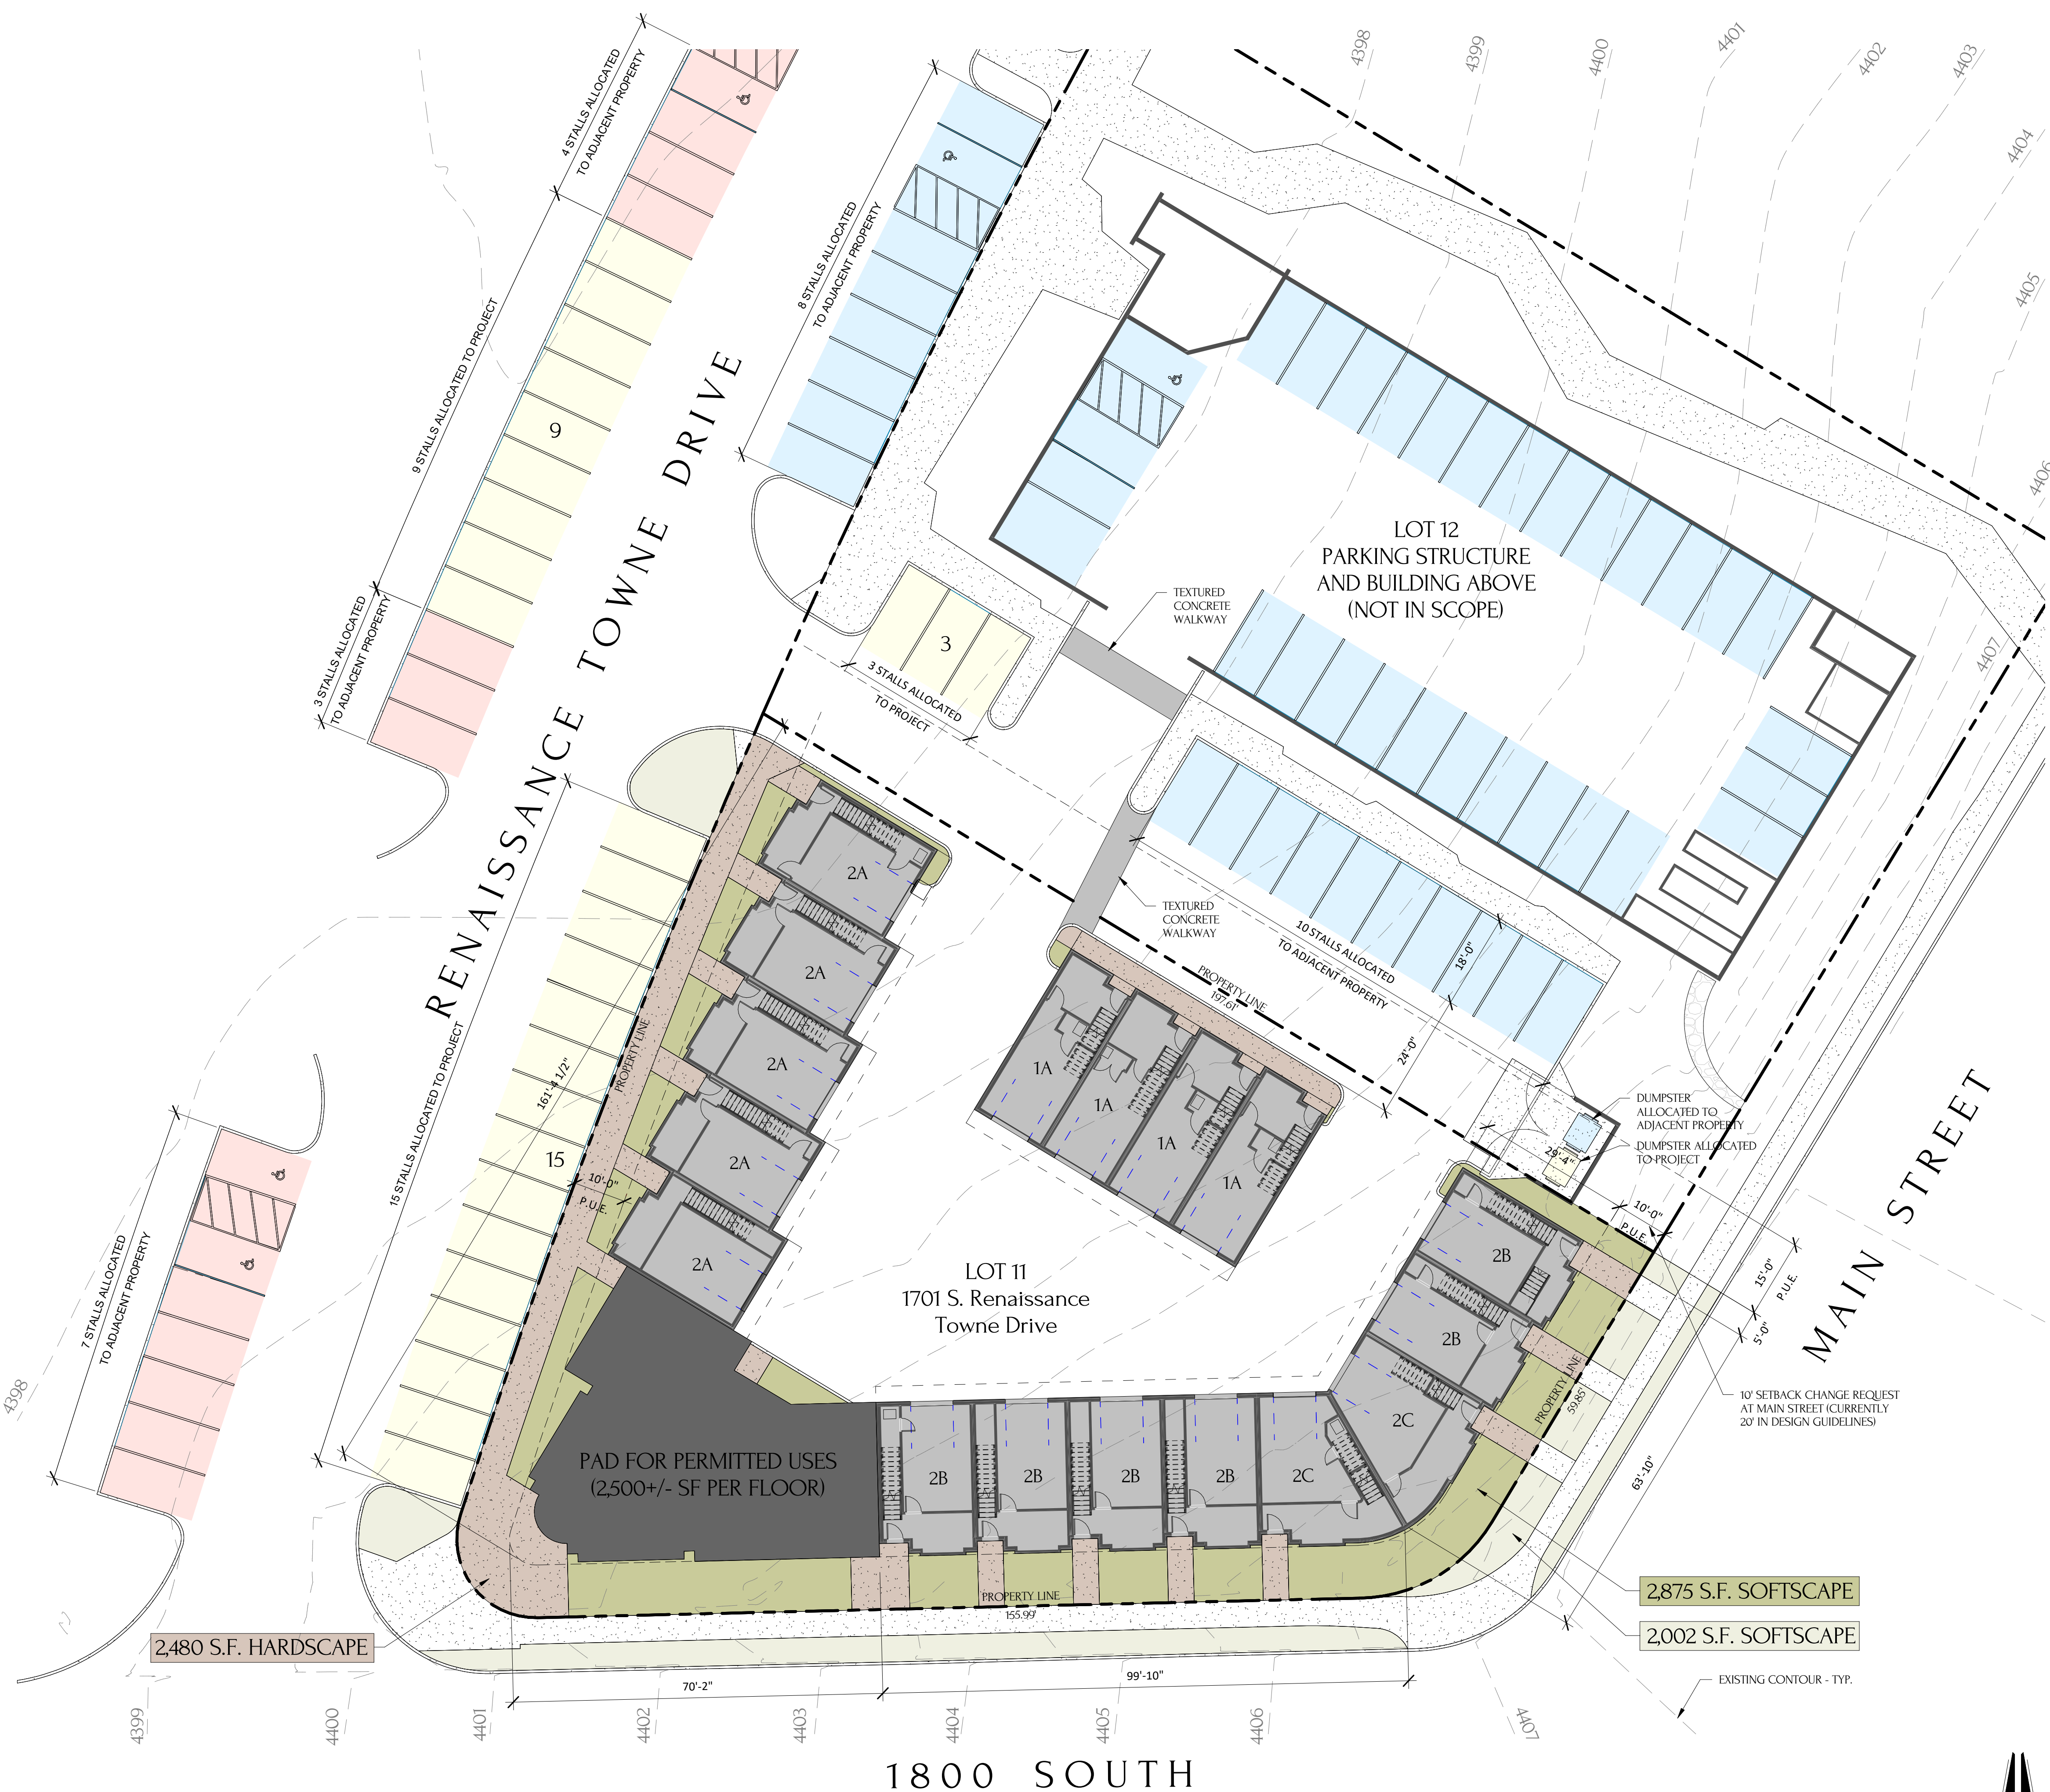 4398
4399
4400
4401
4402
4403
4404
4405
4406
4407
4 STALLS ALLOCATED
TO ADJACENT PROPERTY
9 STALLS ALLOCATED TO PROJECT
9
3 STALLS ALLOCATED
TO ADJACENT PROPERTY
8 STALLS ALLOCATED
TO ADJACENT PROPERTY
RENAISSANCE TOWNE DRIVE
LOT 12
PARKING STRUCTURE
AND BUILDING ABOVE
(NOT IN SCOPE)
TEXTURED
CONCRETE
WALKWAY
3
3 STALLS ALLOCATED
TO PROJECT
TEXTURED
CONCRETE
WALKWAY
10 STALLS ALLOCATED
TO ADJACENT PROPERTY
18'-0"
24'-0"
PROPERTY LINE
197.61'
2A
2A
2A
2A
2A
1A
1A
1A
1A
PROPERTY LINE
161'-4 1/2"
15 STALLS ALLOCATED TO PROJECT
15
10'-0"
P.U.E.
7 STALLS ALLOCATED
TO ADJACENT PROPERTY
DUMPSTER
ALLOCATED TO
ADJACENT PROPERTY
DUMPSTER ALLOCATED
TO PROJECT
29'-4"
10'-0"
P.U.E.
15'-0"
P.U.E.
5'-0"
MAIN STREET
LOT 11
1701 S. Renaissance
Towne Drive
2B
2B
2C
PROPERTY LINE
59.85'
10' SETBACK CHANGE REQUEST
AT MAIN STREET (CURRENTLY
20' IN DESIGN GUIDELINES)
63'-10"
PAD FOR PERMITTED USES
(2,500+/- SF PER FLOOR)
2B
2B
2B
2B
2C
PROPERTY LINE
155.99'
2,875 S.F. SOFTSCAPE
2,002 S.F. SOFTSCAPE
2,480 S.F. HARDSCAPE
EXISTING CONTOUR - TYP.
70'-2"
99'-10"
4398
4399
4400
4401
4402
4403
4404
4405
4406
4407
1800 SOUTH